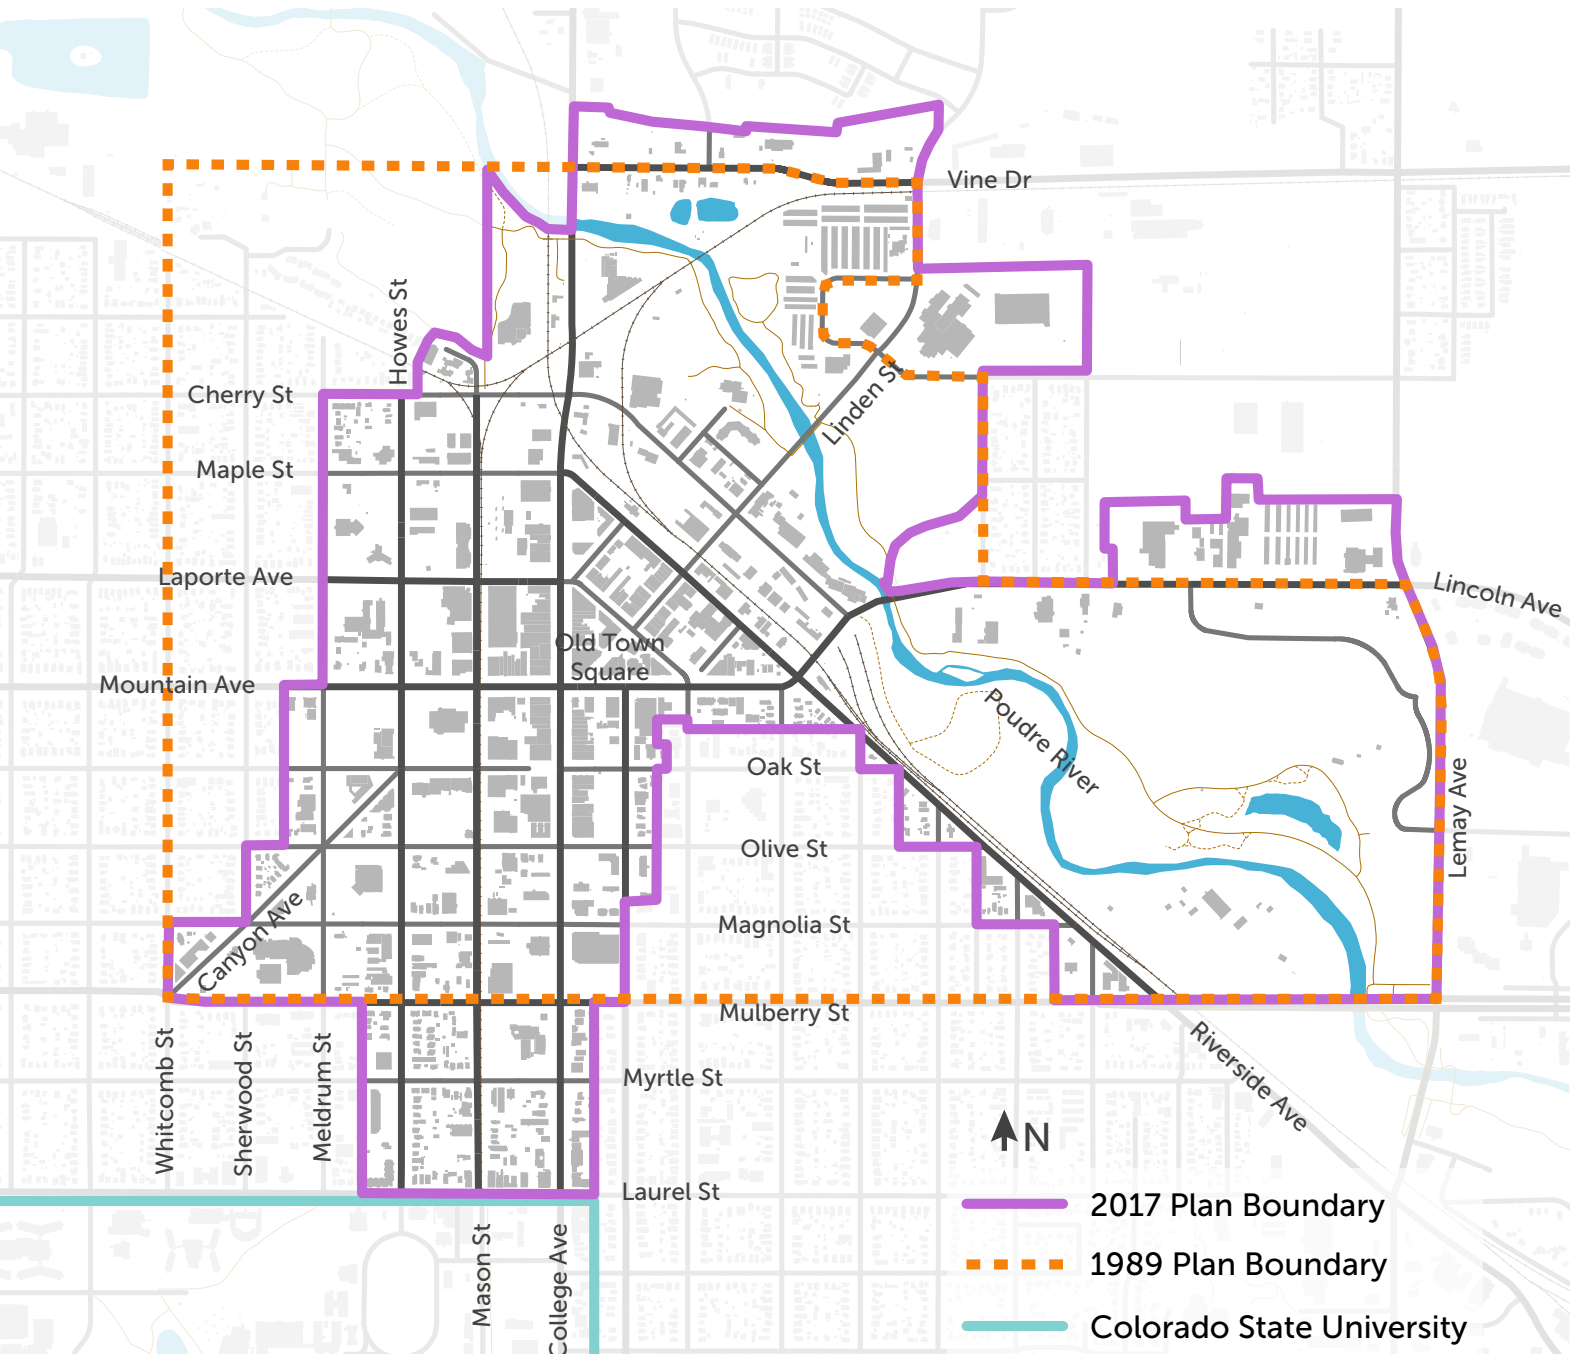 Vine Dr
Howes St
Cherry St
Linden St
Maple St
Laporte Ave
Lincoln Ave
Old Town
Square
Mountain Ave
Poudre River
Oak St
Lemay Ave
Olive St
Canyon Ave
Magnolia St
Mulberry St
Whitcomb St
Sherwood St
Meldrum St
Myrtle St
Riverside Ave
N
Laurel St
Mason St
College Ave
2017 Plan Boundary
1989 Plan Boundary
Colorado State University